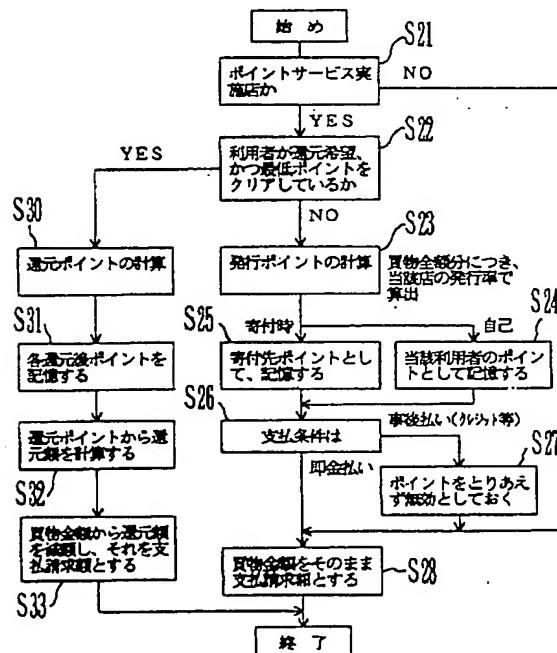 始め
S21
ポイントサービス実
施店か
NO
YES
S22
利用者が還元希望、
かつ最低ポイントを
クリアしているか
YES
NO
S30
還元ポイントの計算
S23
発行ポイントの計算
買物金額分につき、
当該店の発行率で
算出
S31
各還元後ポイントを
記憶する
寄付時
自己
S25
寄付先ポイントとし
て、記憶する
S24
当該利用者のポイン
トとして記憶する
S26
支払条件は
事後払い(クレジット等)
即金払い
S27
ポイントをとりあえ
ず無効としておく
還元ポイントから還
元額を計算する
S32
買物金額から還元額
を減額し、それを支
払請求額とする
S33
買物金額をそのまま
支払請求額とする
S28
終了